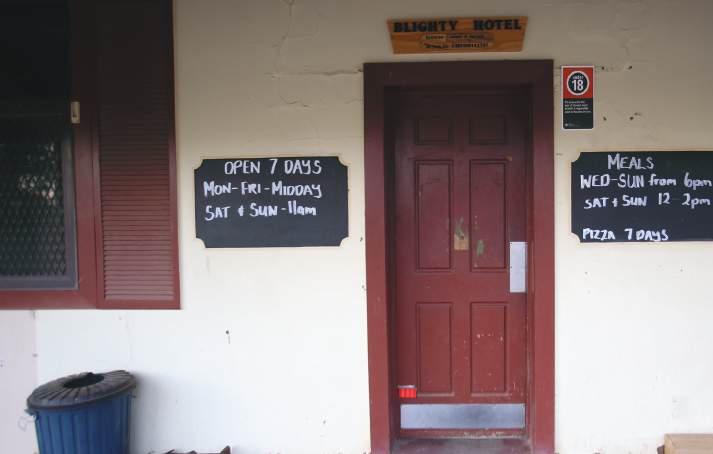 BLIGHTY HOTEL
18
OPEN 7 DAYS
MON-FRI-MIDDAY
SAT & SUN-11am
MEALS
WED-SUN from 6pm
SAT & SUN 12-2pm
PIZZA 7 DAYS